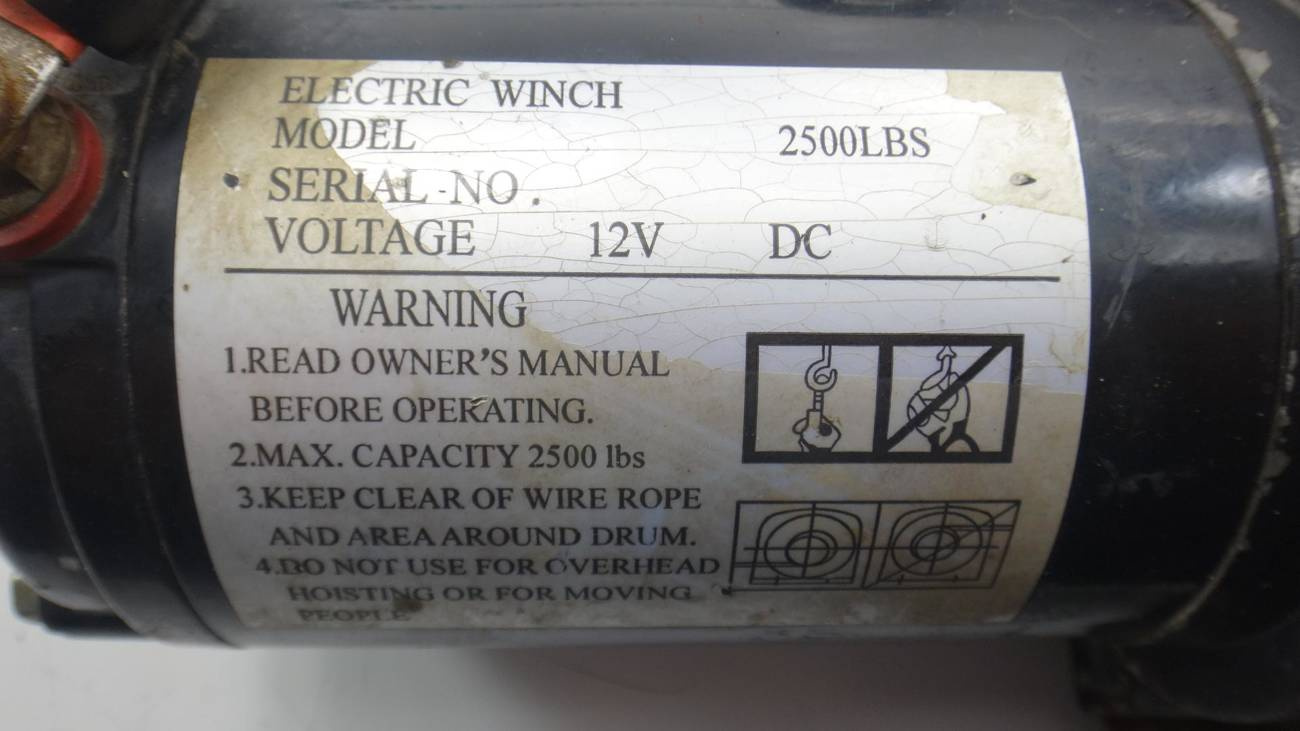 ELECTRIC WINCH
MODEL 2500LBS
SERIAL NO.
VOLTAGE 12V DC
WARNING
1.READ OWNER'S MANUAL
BEFORE OPERATING.
2.MAX. CAPACITY 2500 lbs
3.KEEP CLEAR OF WIRE ROPE
AND AREA AROUND DRUM.
4.DO NOT USE FOR OVERHEAD
HOISTING OR FOR MOVING
PEOPLE